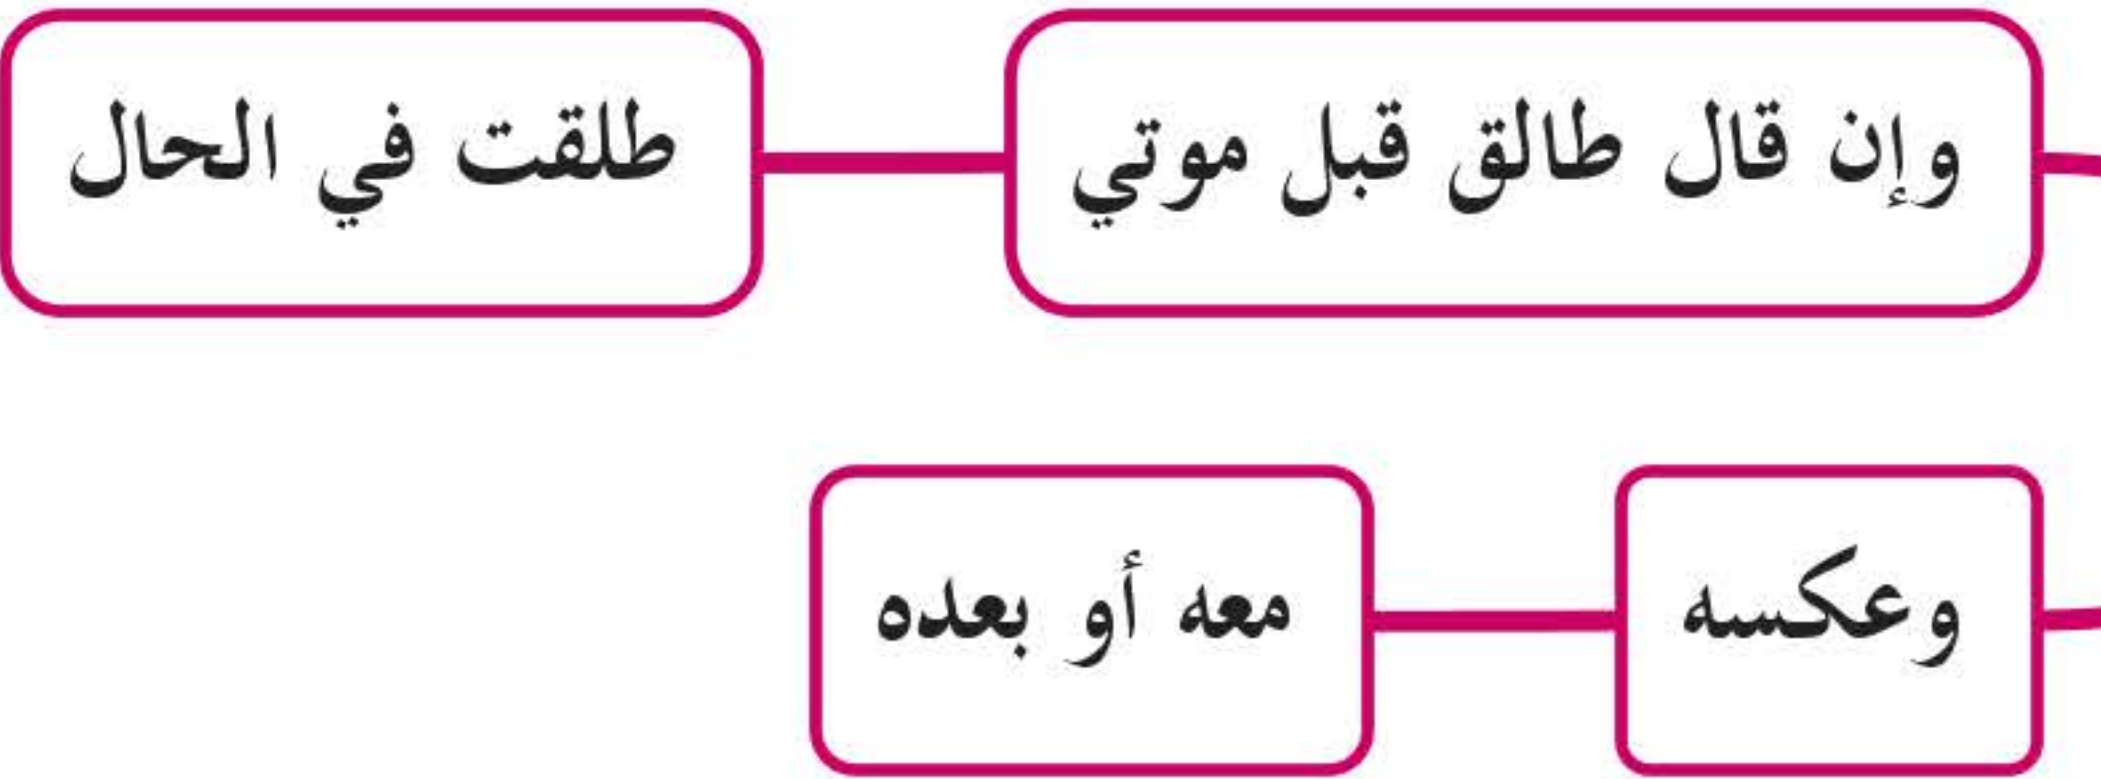 وإن قال طالق قبل موتي
طلقت في الحال
وعكسه
معه أو بعده